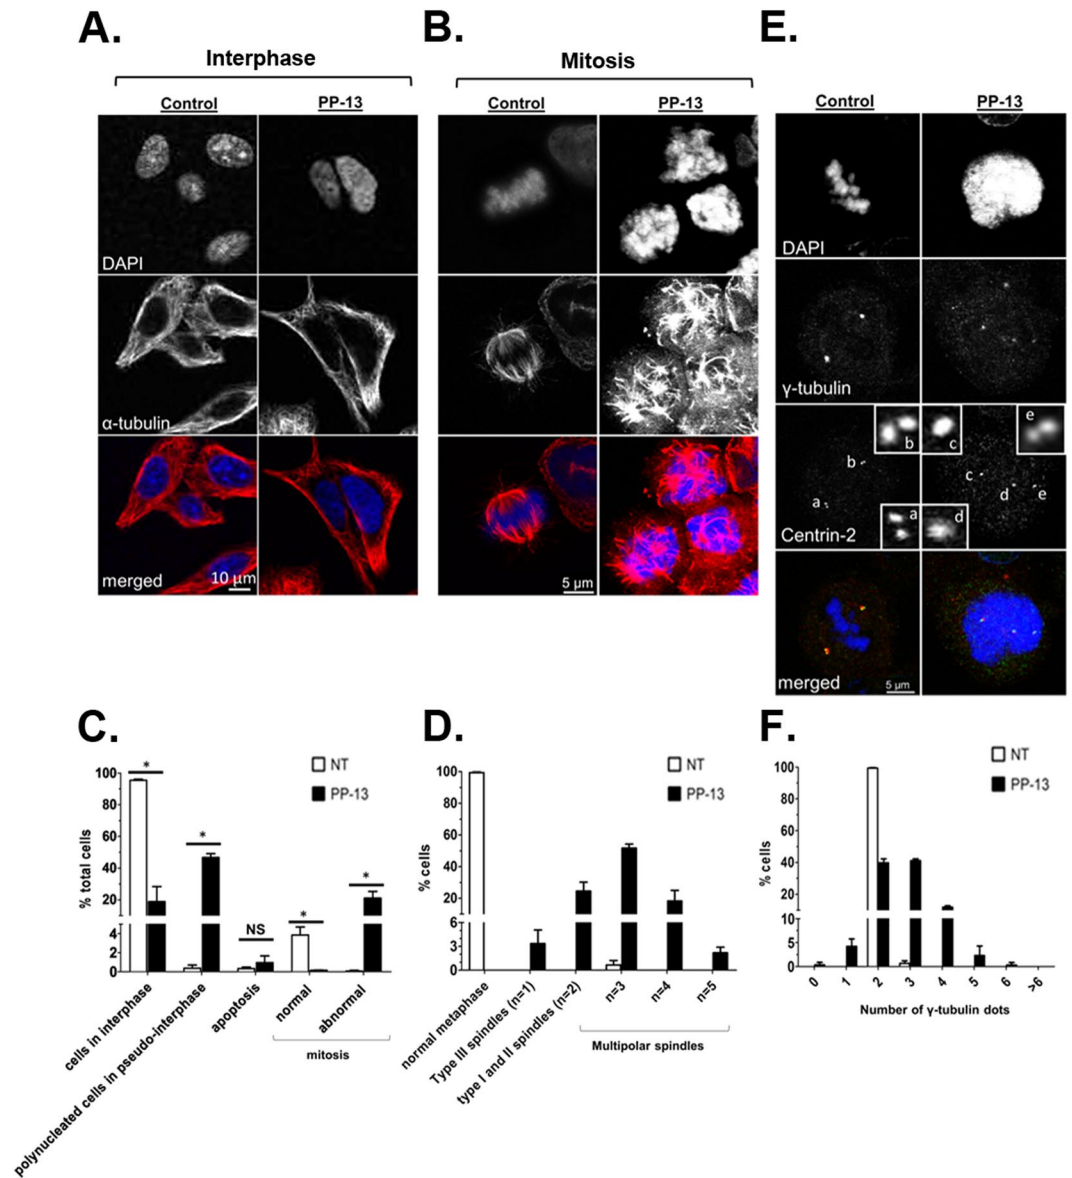 A.
Interphase
Control PP-13
DAPI
α-tubulin
merged
10 μm
B.
Mitosis
Control PP-13
5 μm
E.
Control PP-13
DAPI
γ-tubulin
e
b c
b
c
d e
a
a d
Centrin-2
merged
5 μm
C.
NT
PP-13
% total cells
100
80
60
40
20
4
2
0
*
*
NS
*
*
cells in interphase
polynucleated cells in pseudo-interphase
apoptosis
normal
abnormal
mitosis
D.
NT
PP-13
% cells
100
80
60
40
20
6
3
0
normal metaphase
Type III spindles (n=1)
type I and II spindles (n=2)
n=3
n=4
n=5
Multipolar spindles
F.
NT
PP-13
% cells
100
80
60
40
20
10
5
0
0 1 2 3 4 5 6 >6
Number of γ-tubulin dots